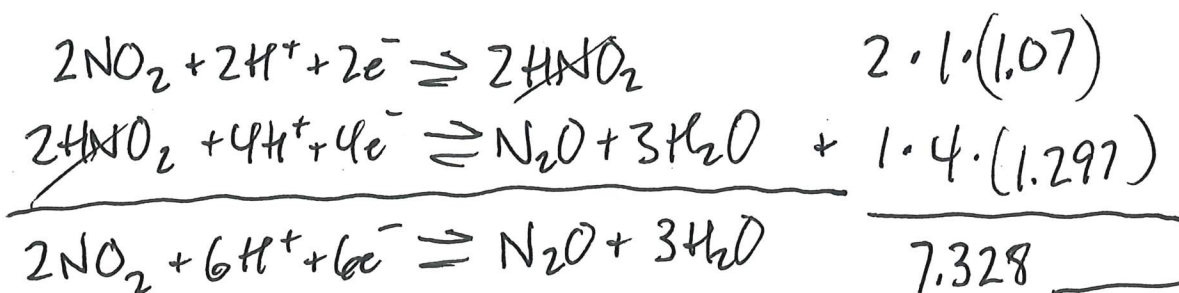 2NO₂ + 2H⁺ + 2e⁻ ⇌ 2HNO₂ 2·1·(1.07)
2HNO₂ + 4H⁺ + 4e⁻ ⇌ N₂O + 3H₂O + 1·4·(1.297)
2NO₂ + 6H⁺ + 6e⁻ ⇌ N₂O + 3H₂O 7.328